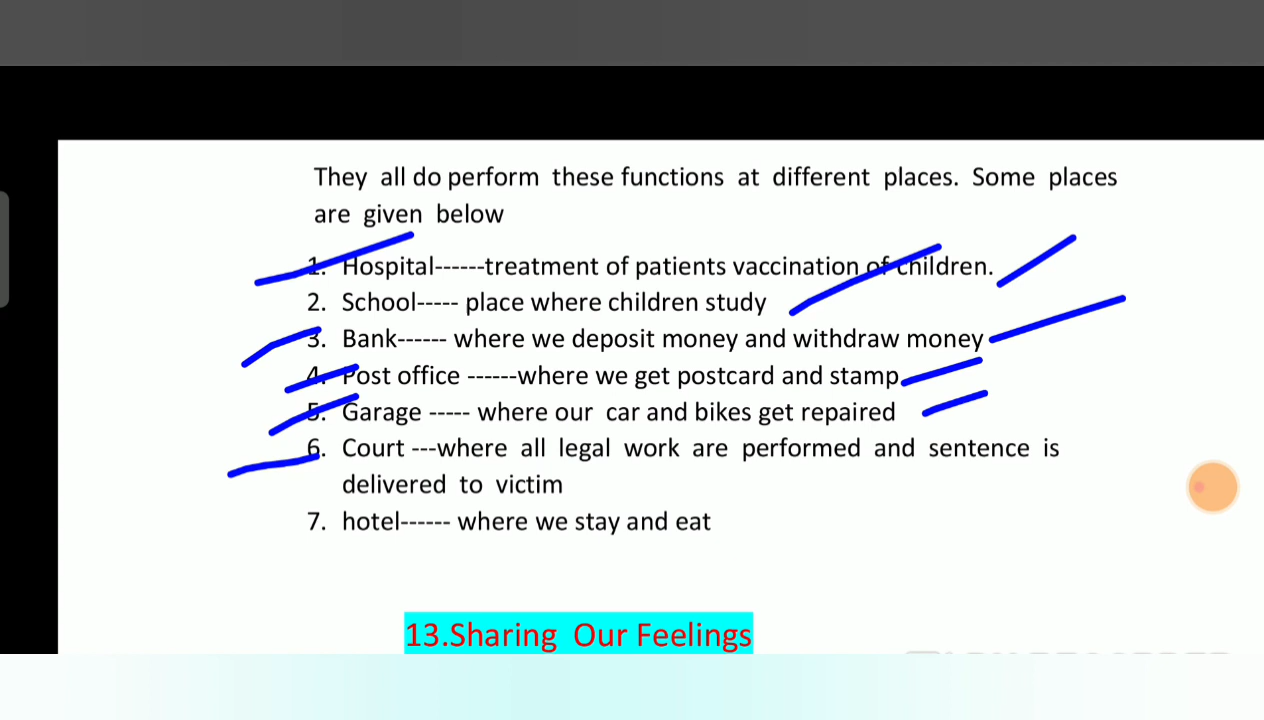 They all do perform these functions at different places. Some places
are given below
1. Hospital------treatment of patients vaccination of children.
2. School----- place where children study
3. Bank------ where we deposit money and withdraw money
4. Post office ------where we get postcard and stamp
5. Garage ----- where our car and bikes get repaired
6. Court ---where all legal work are performed and sentence is
delivered to victim
7. hotel------ where we stay and eat
13.Sharing Our Feelings